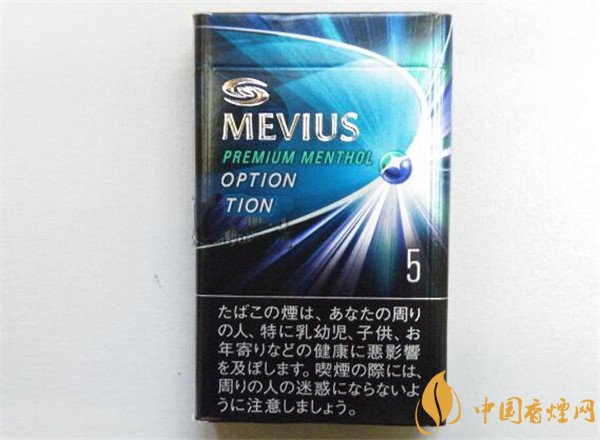 MEVIUS
PREMIUM MENTHOL
OPTION
TION
5
たばこの煙は、あなたの周り
の人、特に乳幼児、子供、お
年寄りなどの健康に悪影響
を及ぼします。喫煙の際には、
周りの人の迷惑にならないよ
うに注意しましょう。
中国香烟网